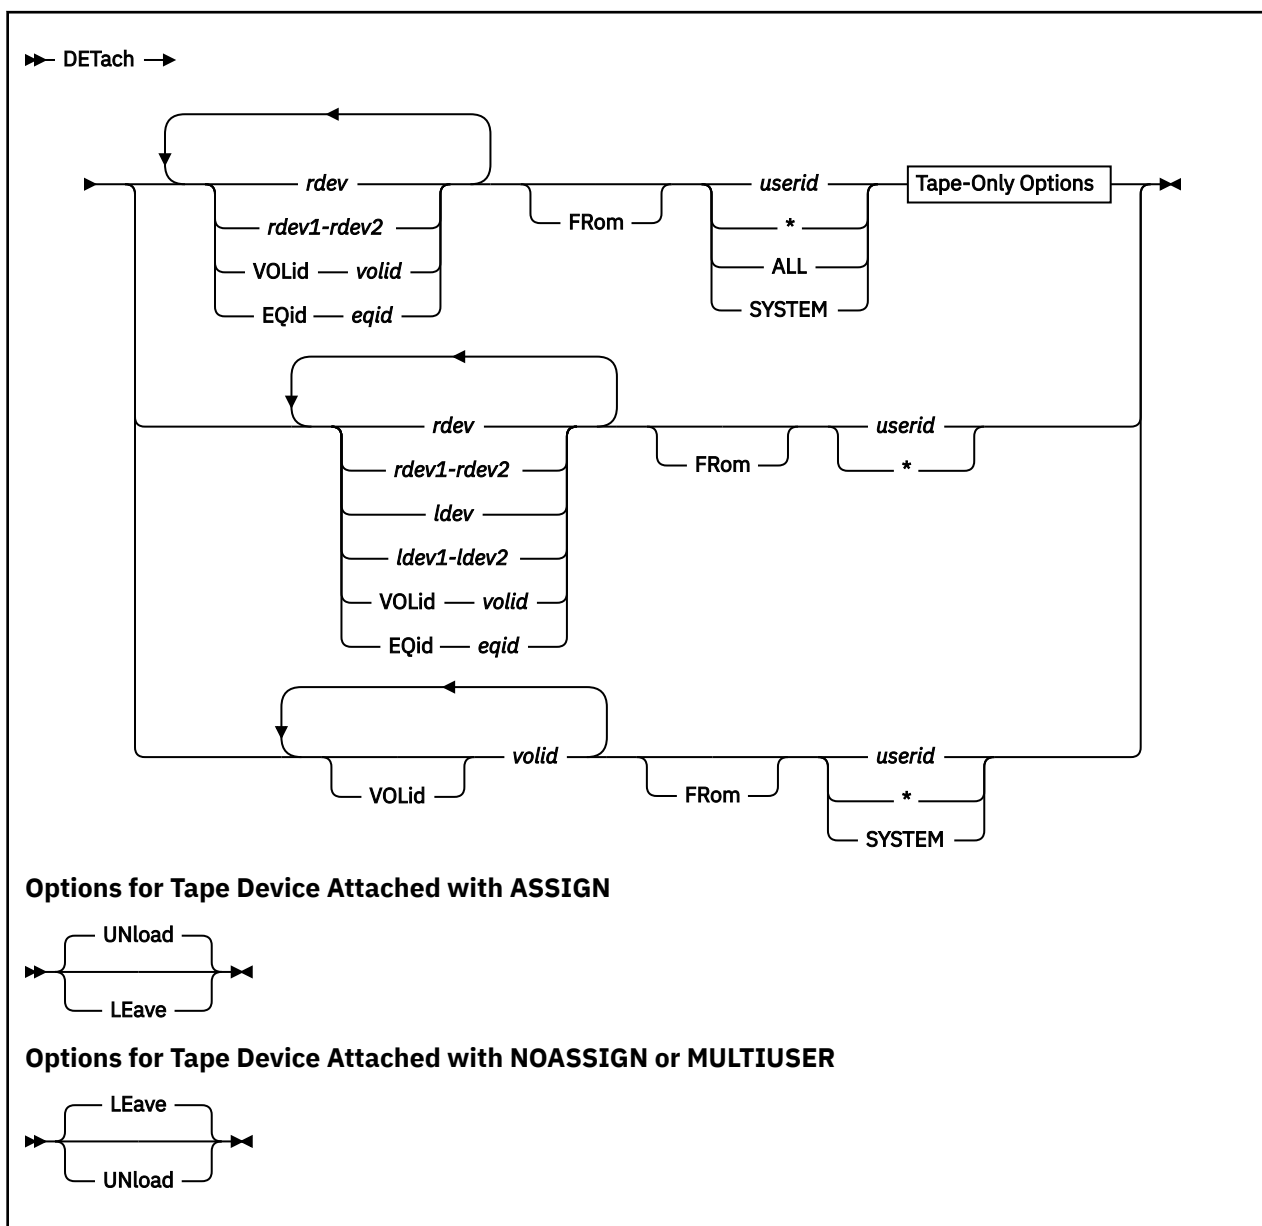 DETach
rdev FRom userid Tape-Only Options
rdev1-rdev2 *
VOLid volid ALL
EQid eqid SYSTEM
rdev FRom userid
rdev1-rdev2 *
ldev
ldev1-ldev2
VOLid volid
EQid eqid
VOLid volid FRom userid
*
SYSTEM
Options for Tape Device Attached with ASSIGN
UNload
LEave
Options for Tape Device Attached with NOASSIGN or MULTIUSER
LEave
UNload